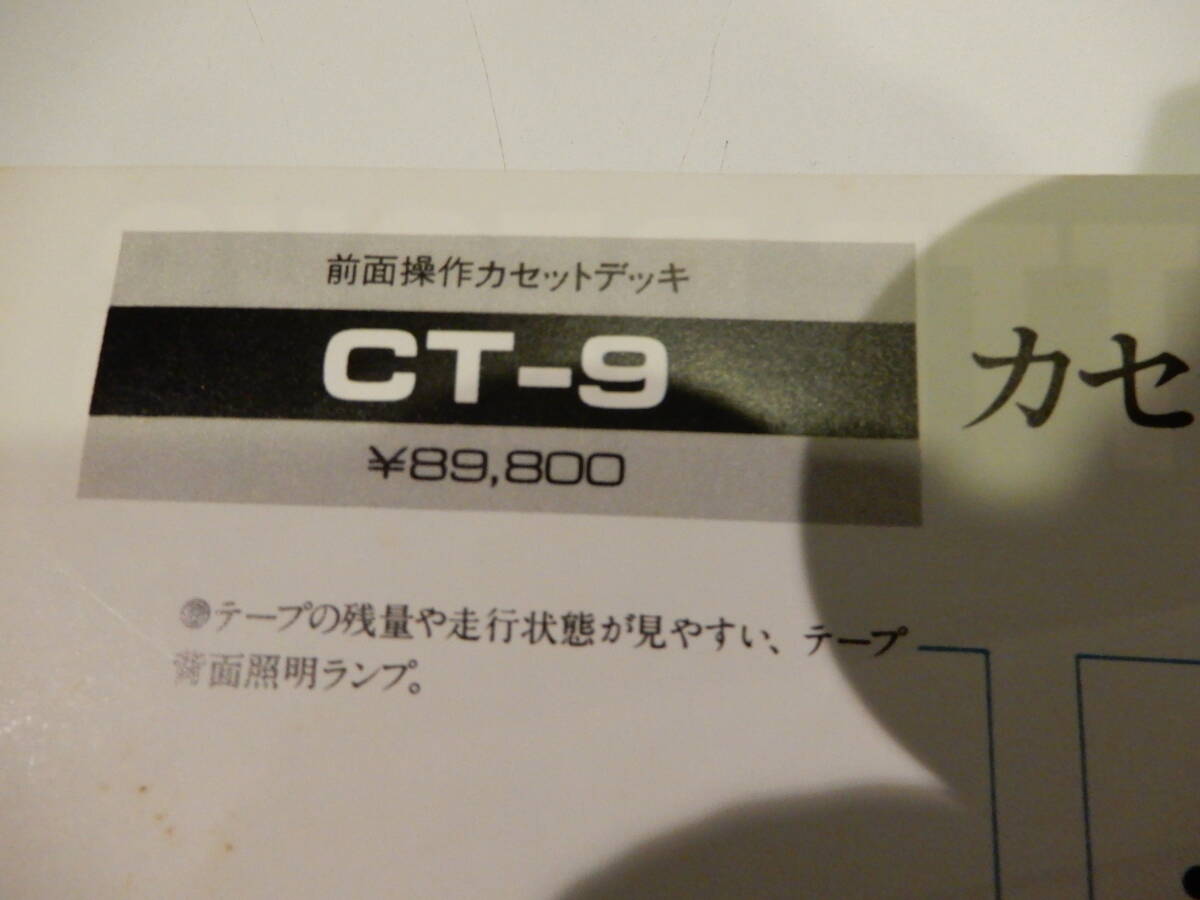 前面操作カセットデッキ
CT-9
¥89,800
カセ
●テープの残量や走行状態が見やすい、テープ
背面照明ランプ。